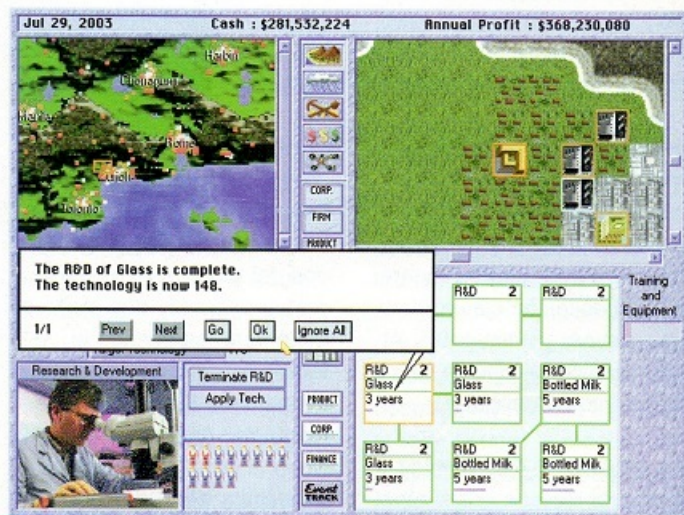 Jul 29, 2003 Cash : $281,532,224 Annual Profit : $368,230,080
Harbin
Rome
Toronto
CORP.
FIRM
PRODUCT
The R&D of Glass is complete.
The technology is now 148.
1/1 Prev Next Go Ok Ignore All
Training
and
Equipment
R&D 2
R&D 2
Research & Development
Terminate R&D
Apply Tech.
PRODUCT
CORP.
FINANCE
Event
TRACK
R&D 2
Glass
3 years
R&D 2
Glass
3 years
R&D 2
Bottled Milk
5 years
R&D 2
Glass
3 years
R&D 2
Bottled Milk
5 years
R&D 2
Bottled Milk
5 years